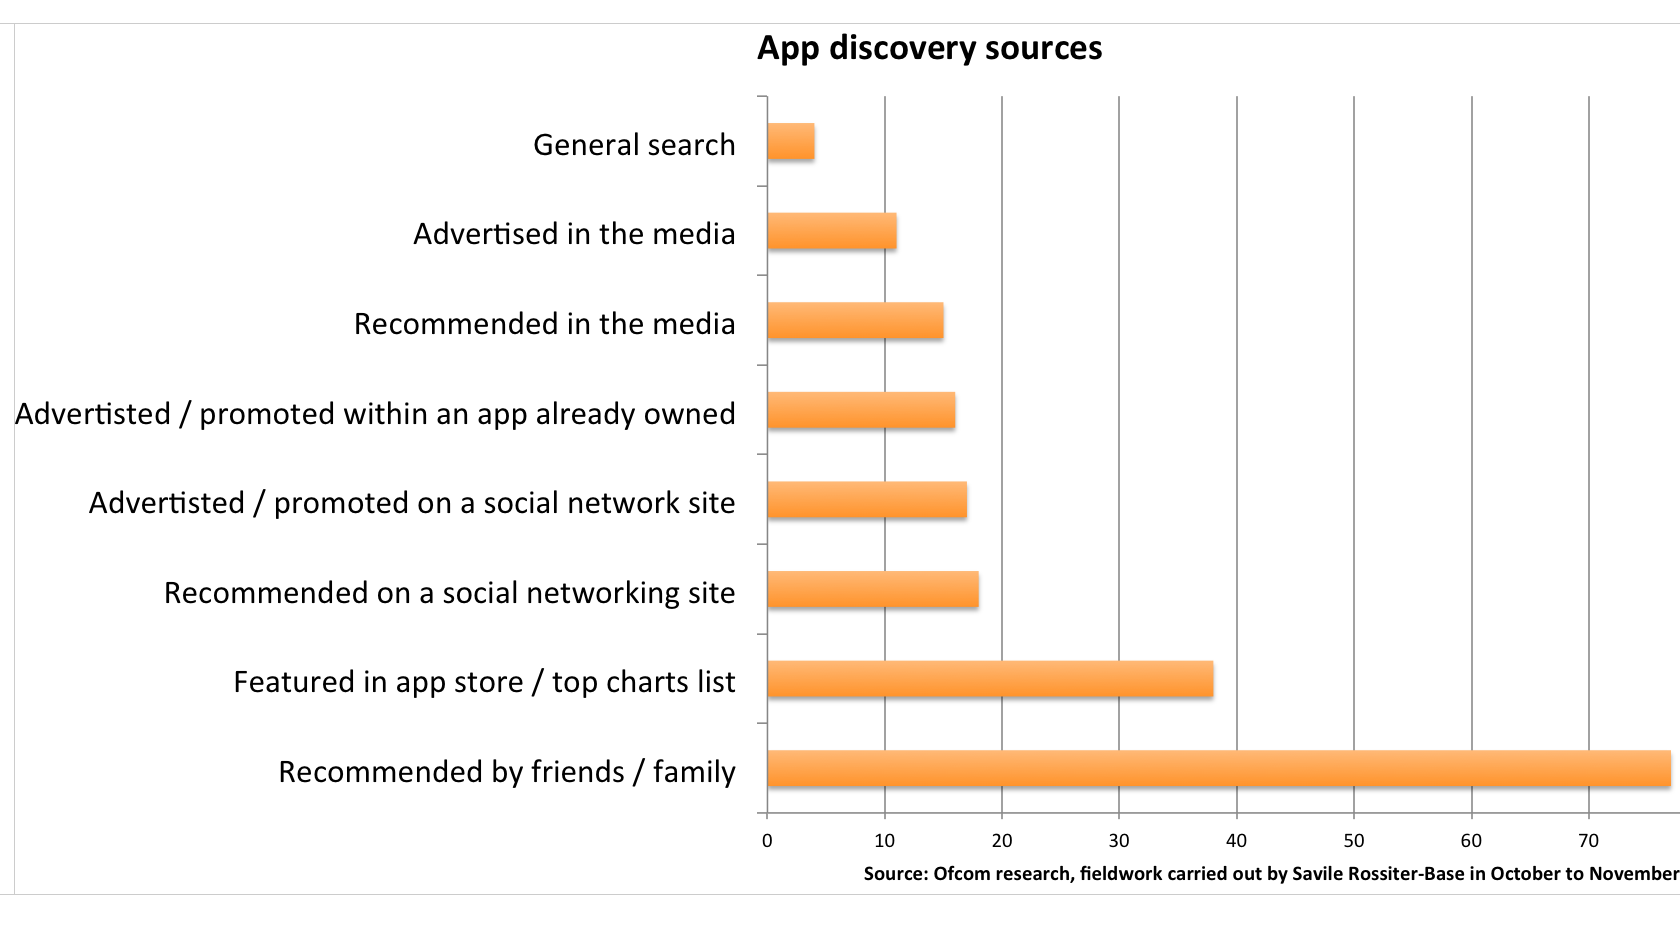 App discovery sources
General search
Advertised in the media
Recommended in the media
Advertisted / promoted within an app already owned
Advertisted / promoted on a social network site
Recommended on a social networking site
Featured in app store / top charts list
Recommended by friends / family
0 10 20 30 40 50 60 70
Source: Ofcom research, fieldwork carried out by Savile Rossiter-Base in October to November